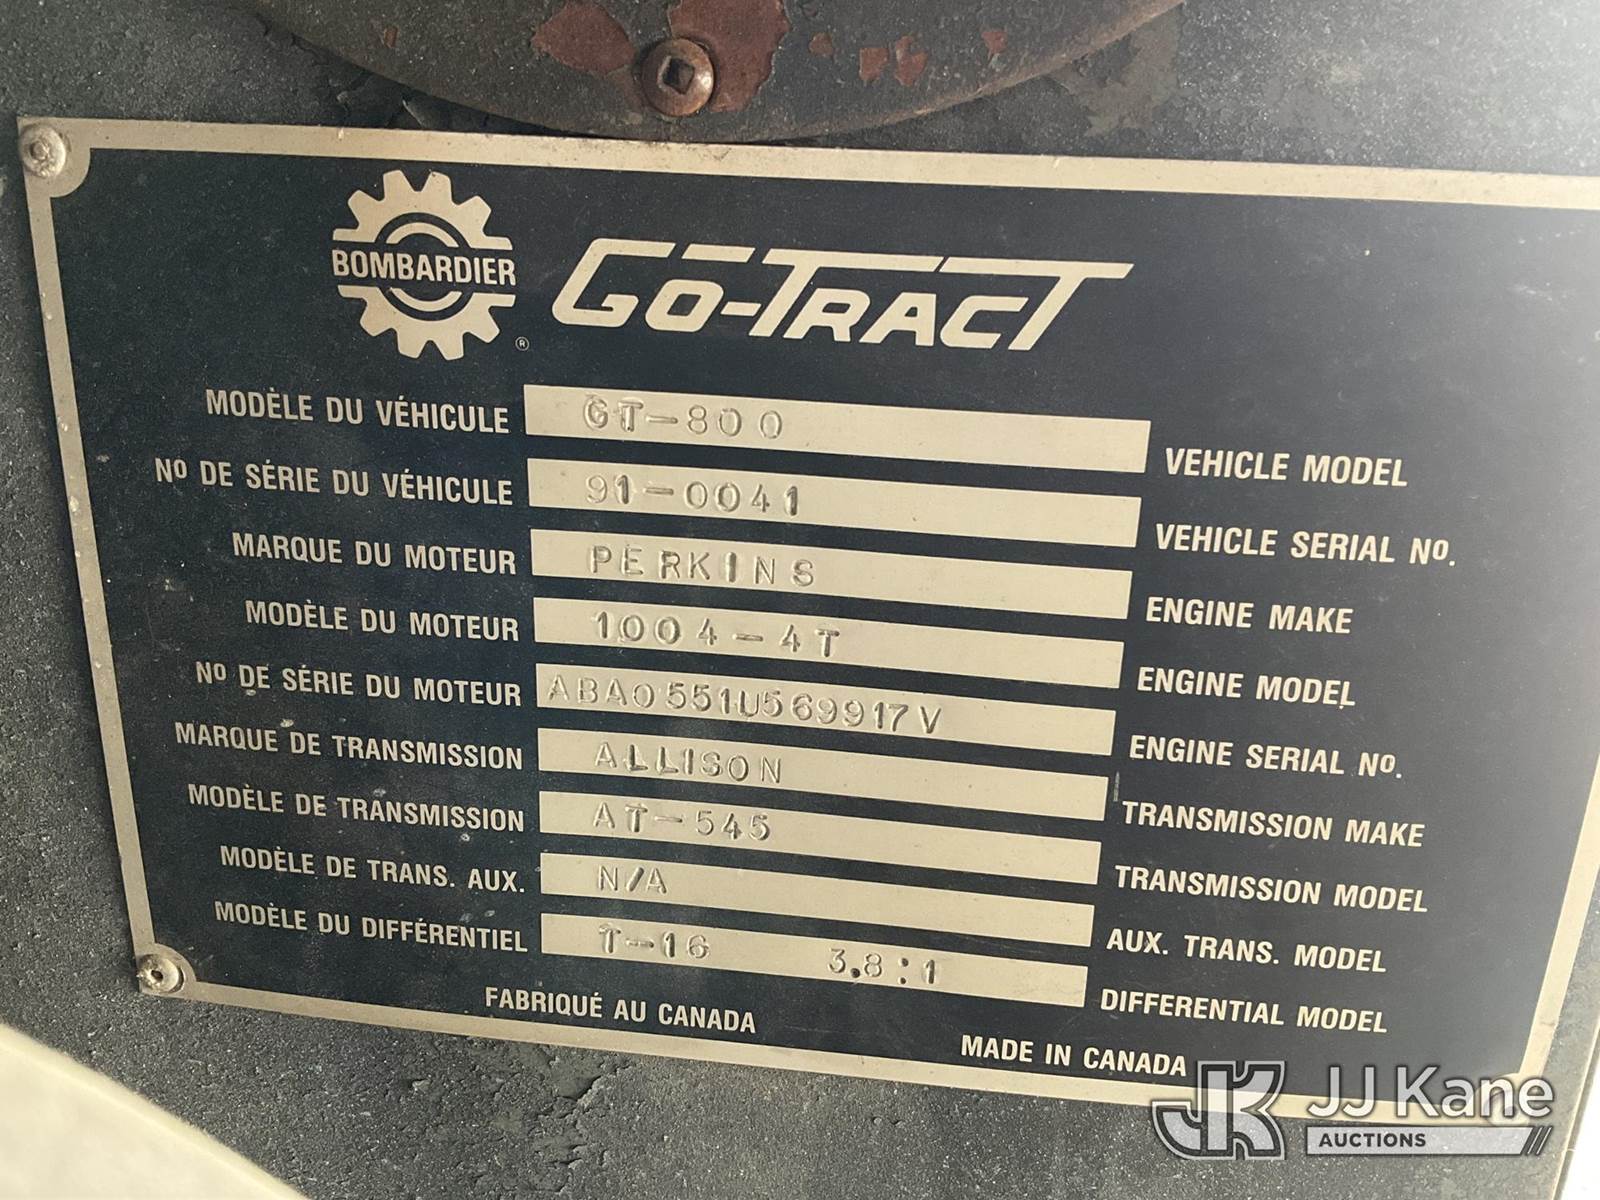 BOMBARDIER
®
GO-TRACT
MODÈLE DU VÉHICULE GT-800 VEHICLE MODEL
Nº DE SÉRIE DU VÉHICULE 91-0041 VEHICLE SERIAL Nº.
MARQUE DU MOTEUR PERKINS ENGINE MAKE
MODÈLE DU MOTEUR 1004-4T ENGINE MODEL
Nº DE SÉRIE DU MOTEUR ABA0551U569917V ENGINE SERIAL Nº.
MARQUE DE TRANSMISSION ALLISON TRANSMISSION MAKE
MODÈLE DE TRANSMISSION AT-545 TRANSMISSION MODEL
MODÈLE DE TRANS. AUX. N/A AUX. TRANS. MODEL
MODÈLE DU DIFFÉRENTIEL T-16 3.8:1 DIFFERENTIAL MODEL
FABRIQUÉ AU CANADA MADE IN CANADA
JK JJ Kane
AUCTIONS